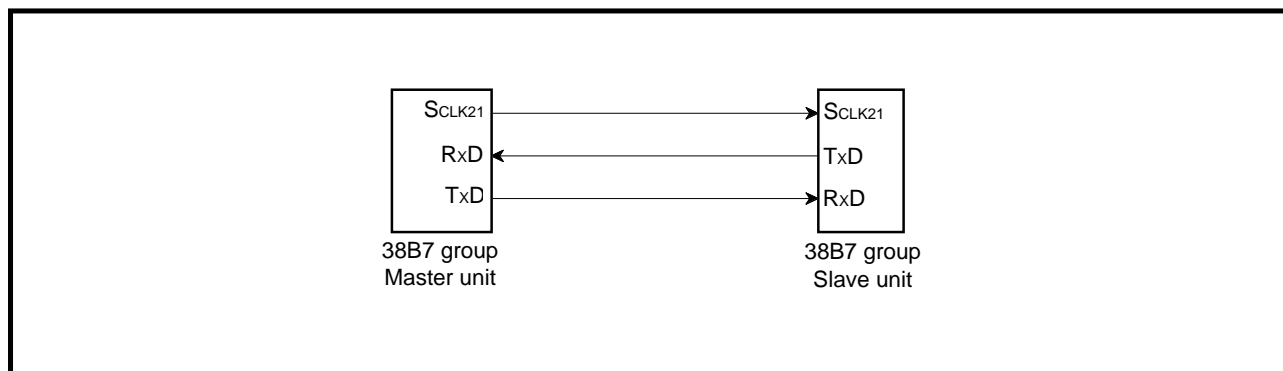 SCLK21
RxD
TxD
38B7 group
Master unit
SCLK21
TxD
RxD
38B7 group
Slave unit